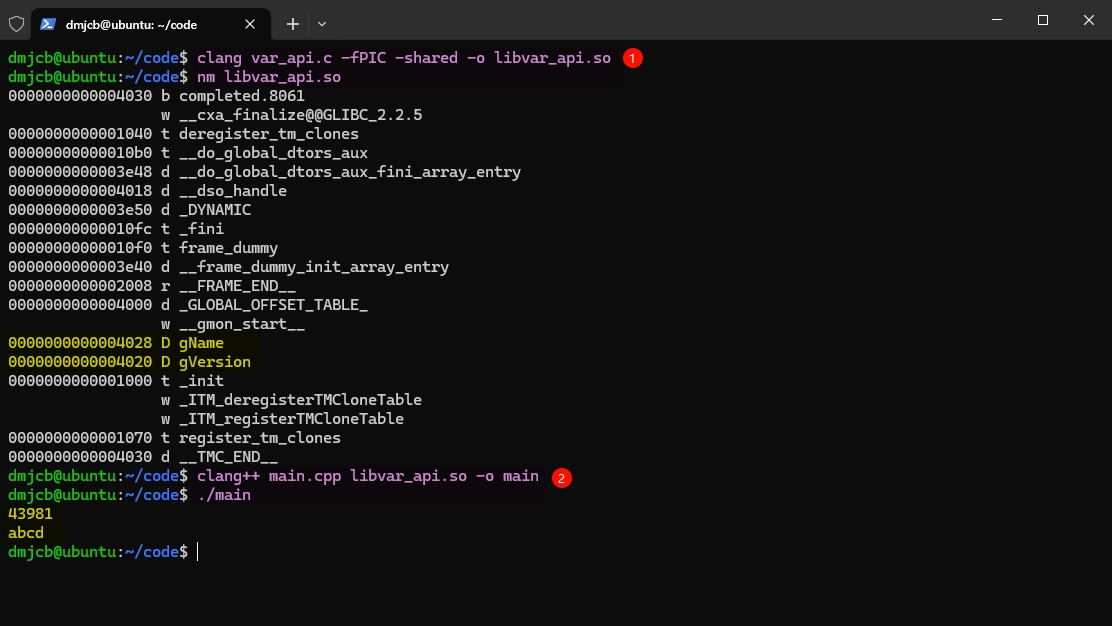 dmjcb@ubuntu: ~/code
dmjcb@ubuntu:~/code$ clang var_api.c -fPIC -shared -o libvar_api.so 1
dmjcb@ubuntu:~/code$ nm libvar_api.so
0000000000004030 b completed.8061
                 w __cxa_finalize@@GLIBC_2.2.5
0000000000001040 t deregister_tm_clones
00000000000010b0 t __do_global_dtors_aux
0000000000003e48 d __do_global_dtors_aux_fini_array_entry
0000000000004018 d __dso_handle
0000000000003e50 d _DYNAMIC
00000000000010fc t _fini
00000000000010f0 t frame_dummy
0000000000003e40 d __frame_dummy_init_array_entry
0000000000002008 r __FRAME_END__
0000000000004000 d _GLOBAL_OFFSET_TABLE_
                 w __gmon_start__
0000000000004028 D gName
0000000000004020 D gVersion
0000000000001000 t _init
                 w _ITM_deregisterTMCloneTable
                 w _ITM_registerTMCloneTable
0000000000001070 t register_tm_clones
0000000000004030 d __TMC_END__
dmjcb@ubuntu:~/code$ clang++ main.cpp libvar_api.so -o main 2
dmjcb@ubuntu:~/code$ ./main
43981
abcd
dmjcb@ubuntu:~/code$